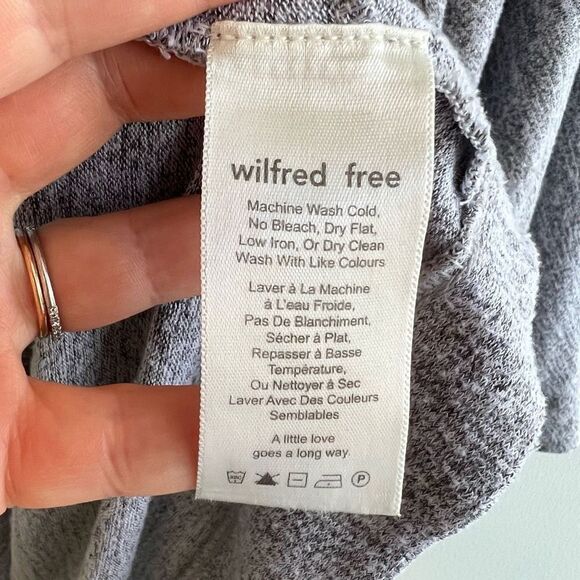 wilfred free
Machine Wash Cold,
No Bleach, Dry Flat,
Low Iron, Or Dry Clean
Wash With Like Colours
Laver à La Machine
à L'eau Froide,
Pas De Blanchiment,
Sécher à Plat,
Repasser à Basse
Température,
Ou Nettoyer à Sec
Laver Avec Des Couleurs
Semblables
A little love
goes a long way.
30C P